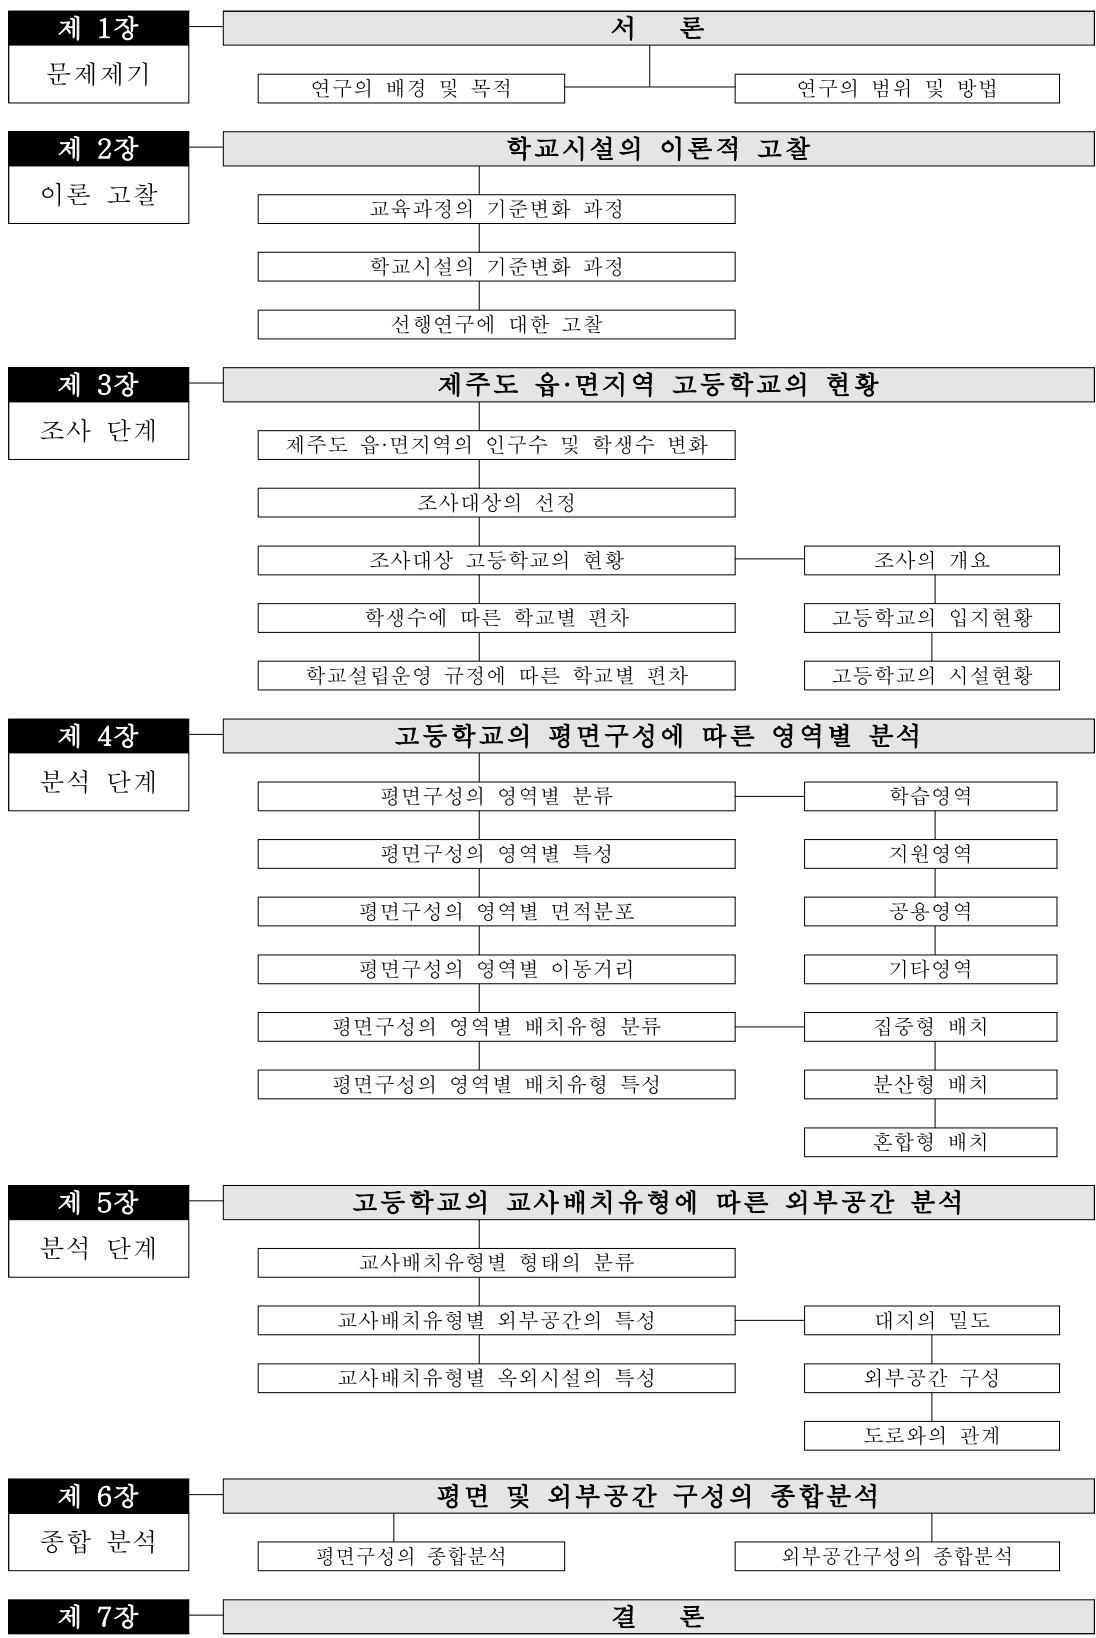 제 1장
서 론
문제제기
연구의 배경 및 목적
연구의 범위 및 방법
제 2장
학교시설의 이론적 고찰
이론 고찰
교육과정의 기준변화 과정
학교시설의 기준변화 과정
선행연구에 대한 고찰
제 3장
제주도 읍·면지역 고등학교의 현황
조사 단계
제주도 읍·면지역의 인구수 및 학생수 변화
조사대상의 선정
조사대상 고등학교의 현황
조사의 개요
학생수에 따른 학교별 편차
고등학교의 입지현황
학교설립운영 규정에 따른 학교별 편차
고등학교의 시설현황
제 4장
고등학교의 평면구성에 따른 영역별 분석
분석 단계
평면구성의 영역별 분류
학습영역
평면구성의 영역별 특성
지원영역
평면구성의 영역별 면적분포
공용영역
평면구성의 영역별 이동거리
기타영역
평면구성의 영역별 배치유형 분류
집중형 배치
평면구성의 영역별 배치유형 특성
분산형 배치
혼합형 배치
제 5장
고등학교의 교사배치유형에 따른 외부공간 분석
분석 단계
교사배치유형별 형태의 분류
교사배치유형별 외부공간의 특성
대지의 밀도
교사배치유형별 옥외시설의 특성
외부공간 구성
도로와의 관계
제 6장
평면 및 외부공간 구성의 종합분석
종합 분석
평면구성의 종합분석
외부공간구성의 종합분석
제 7장
결 론